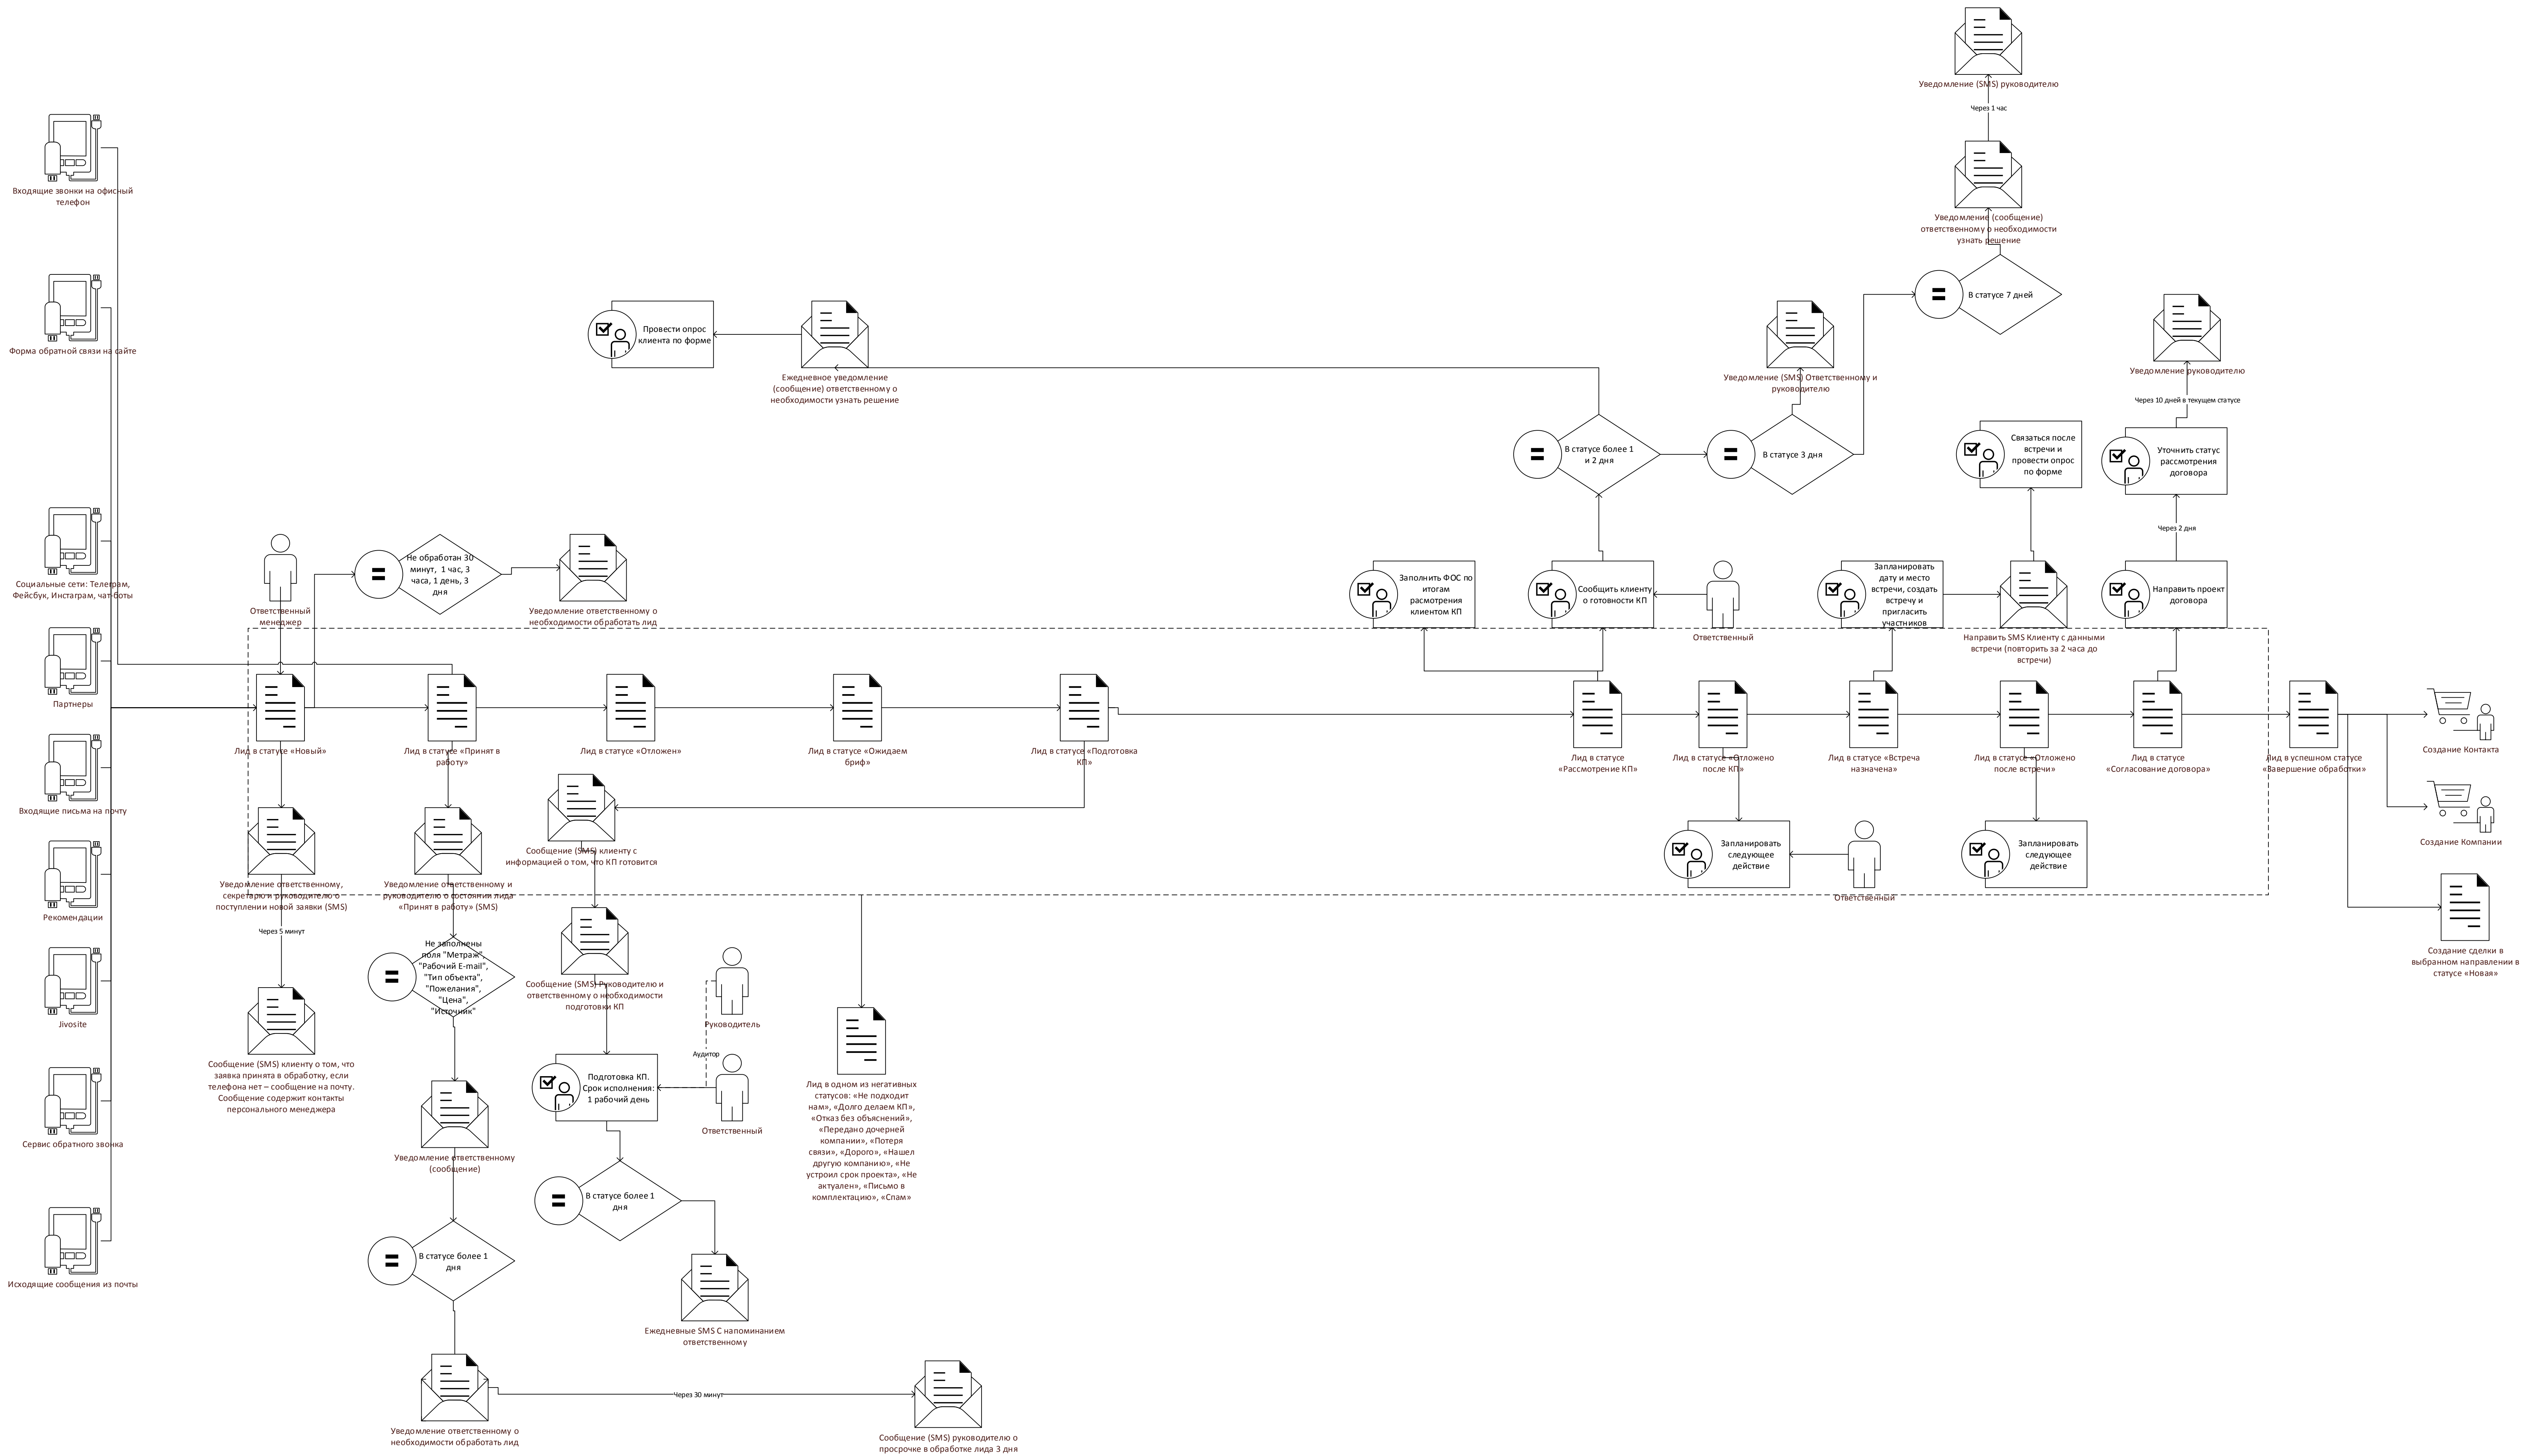 Уведомление (SMS) руководителю
Через 1 час
Уведомление (сообщение)
ответственному о необходимости
узнать решение
В статусе 7 дней
Входящие звонки на офисный
телефон
Форма обратной связи на сайте
Социальные сети: Телеграм,
Фейсбук, Инстаграм, чат-боты
Партнеры
Входящие письма на почту
Рекомендации
Jivosite
Сервис обратного звонка
Исходящие сообщения из почты
Провести опрос
клиента по форме
Ежедневное уведомление
(сообщение) ответственному о
необходимости узнать решение
Уведомление (SMS) Ответственному и
руководителю
Уведомление руководителю
Через 10 дней в текущем статусе
В статусе более 1
и 2 дня
В статусе 3 дня
Связаться после
встречи и
провести опрос
по форме
Уточнить статус
рассмотрения
договора
Через 2 дня
Ответственный
менеджер
Не обработан 30
минут, 1 час, 3
часа, 1 день, 3
дня
Уведомление ответственному о
необходимости обработать лид
Заполнить ФОС по
итогам
расмотрения
клиентом КП
Сообщить клиенту
о готовности КП
Ответственный
Запланировать
дату и место
встречи, создать
встречу и
пригласить
участников
Направить SMS Клиенту с данными
встречи (повторить за 2 часа до
встречи)
Направить проект
договора
Лид в статусе «Новый»
Лид в статусе «Принят в
работу»
Лид в статусе «Отложен»
Лид в статусе «Ожидаем
бриф»
Лид в статусе «Подготовка
КП»
Лид в статусе
«Рассмотрение КП»
Лид в статусе «Отложено
после КП»
Лид в статусе «Встреча
назначена»
Лид в статусе «Отложено
после встречи»
Лид в статусе
«Согласование договора»
Лид в успешном статусе
«Завершение обработки»
Создание Контакта
Создание Компании
Создание сделки в
выбранном направлении в
статусе «Новая»
Уведомление ответственному,
секретарю и руководителю о
поступлении новой заявки (SMS)
Через 5 минут
Сообщение (SMS) клиенту о том, что
заявка принята в обработку, если
телефона нет – сообщение на почту.
Сообщение содержит контакты
персонального менеджера
Уведомление ответственному и
руководителю о состоянии лида
«Принят в работу» (SMS)
Не заполнены
поля "Метраж",
"Рабочий E-mail",
"Тип объекта",
"Пожелания",
"Цена",
"Источник"
Уведомление ответственному
(сообщение)
В статусе более 1
дня
Уведомление ответственному о
необходимости обработать лид
Через 30 минут
Сообщение (SMS) руководителю о
просрочке в обработке лида 3 дня
Сообщение (SMS) клиенту с
информацией о том, что КП готовится
Сообщение (SMS) Руководителю и
ответственному о необходимости
подготовки КП
Руководитель
Аудитор
Подготовка КП.
Срок исполнения:
1 рабочий день
Ответственный
В статусе более 1
дня
Ежедневные SMS С напоминанием
ответственному
Лид в одном из негативных
статусов: «Не подходит
нам», «Долго делаем КП»,
«Отказ без объяснений»,
«Передано дочерней
компании», «Потеря
связи», «Дорого», «Нашел
другую компанию», «Не
устроил срок проекта», «Не
актуален», «Письмо в
комплектацию», «Спам»
Запланировать
следующее
действие
Ответственный
Запланировать
следующее
действие